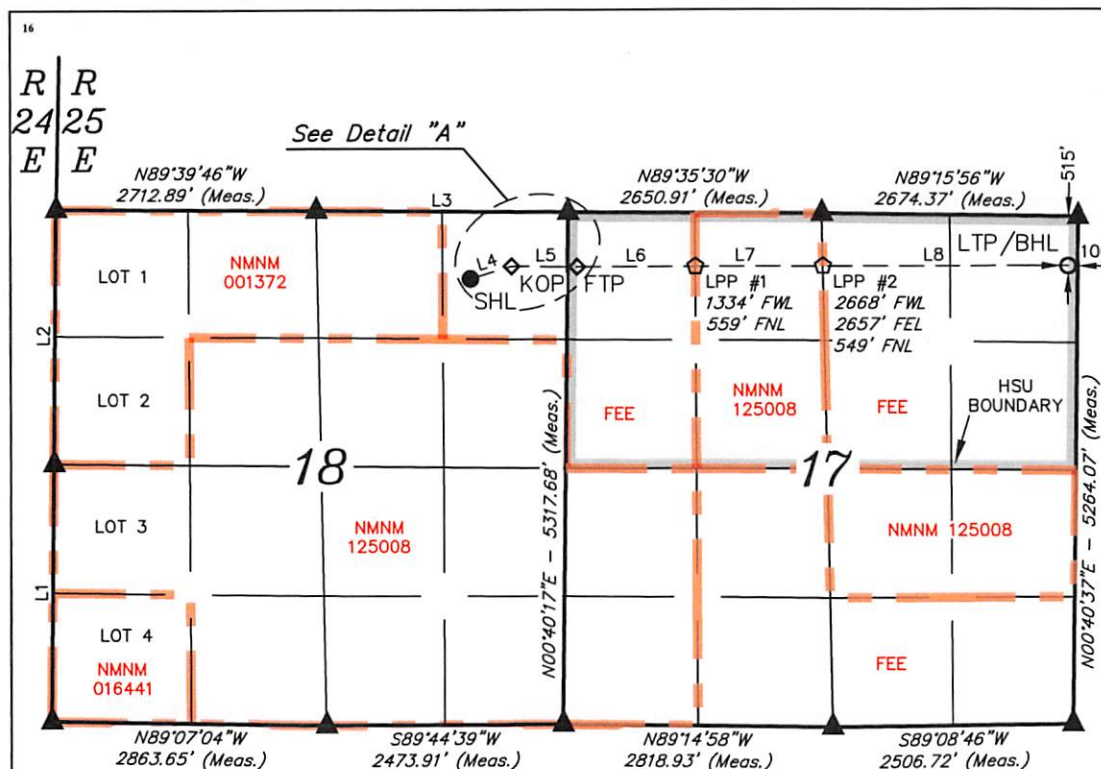 16
R R
24 25
E E
See Detail "A"
N89°39'46"W
2712.89' (Meas.)
L3
N89°35'30"W
2650.91' (Meas.)
N89°15'56"W
2674.37' (Meas.)
515'
LOT 1
NMNM
001372
L4
L5
L6
L7
L8
LTP/BHL
10
SHL
KOP
FTP
LPP #1
1334' FWL
559' FNL
LPP #2
2668' FWL
2657' FEL
549' FNL
L2
LOT 2
FEE
NMNM
125008
FEE
HSU
BOUNDARY
18
17
N00°40'17"E - 5317.68' (Meas.)
N00°40'37"E - 5264.07' (Meas.)
LOT 3
NMNM
125008
NMNM 125008
L1
LOT 4
NMNM
016441
FEE
N89°07'04"W
2863.65' (Meas.)
S89°44'39"W
2473.91' (Meas.)
N89°14'58"W
2818.93' (Meas.)
S89°08'46"W
2506.72' (Meas.)